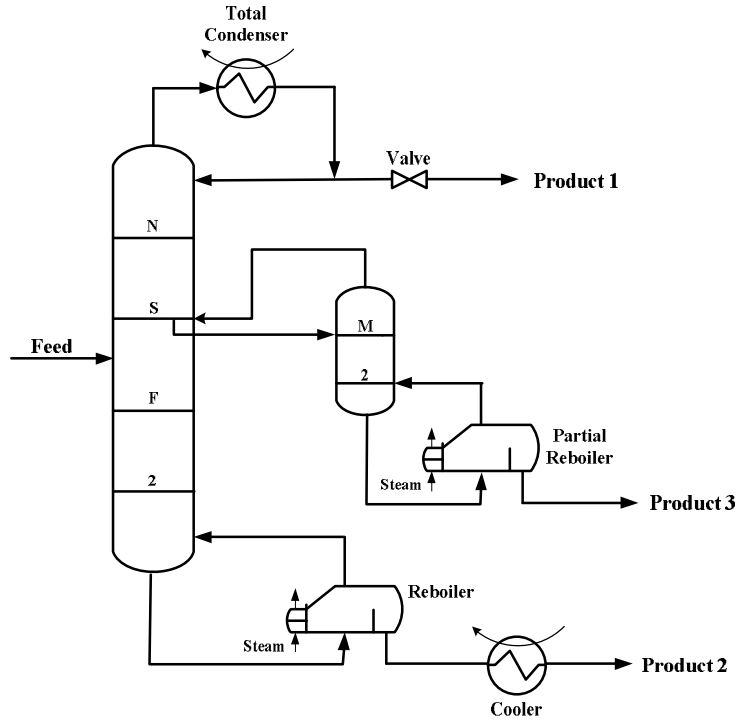 Total
Condenser
Valve
Product 1
N
S
M
Feed
2
F
Partial
Reboiler
Steam
2
Product 3
Reboiler
Steam
Product 2
Cooler